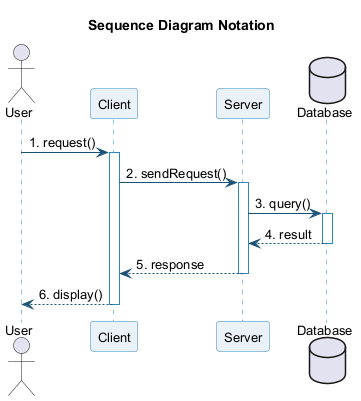 Sequence Diagram Notation
User Client Server Database
1. request()
2. sendRequest()
3. query()
4. result
5. response
6. display()
User Client Server Database